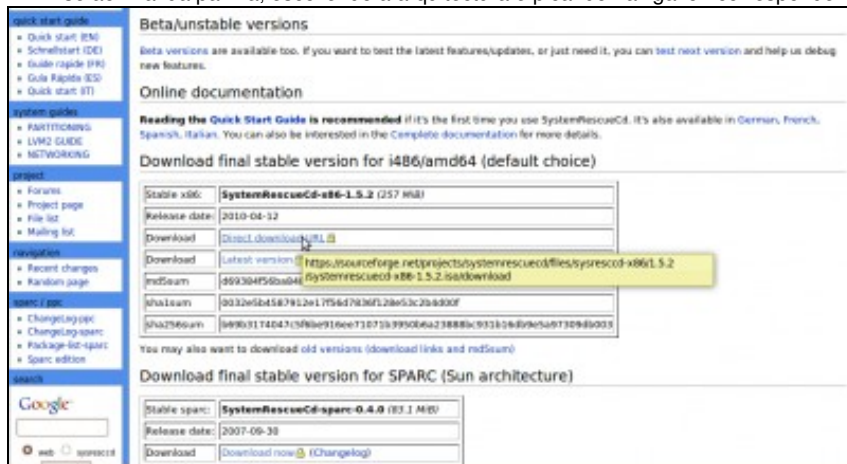 quick start guide
Quick start (EN)
Schnellstart (DE)
Guide rapide (FR)
Guía Rápida (ES)
Quick start (IT)
system guides
PARTITIONING
LVM2 GUIDE
NETWORKING
project
Forums
Project page
File list
Mailing list
navigation
Recent changes
Random page
sparc / ppc
ChangeLog-ppc
ChangeLog-sparc
Package-list-sparc
Sparc edition
search
Google
web sysresccd
Beta/unstable versions
Beta versions are available too. If you want to test the latest features/updates, or just need it, you can test next version and help us debug
new features.
Online documentation
Reading the Quick Start Guide is recommended if it's the first time you use SystemRescueCd. It's also available in German, French,
Spanish, Italian. You can also be interested in the Complete documentation for more details.
Download final stable version for i486/amd64 (default choice)
Stable x86: SystemRescueCd-x86-1.5.2 (257 MiB)
Release date: 2010-04-12
Download Direct download URL
Download Latest version
https://sourceforge.net/projects/systemrescuecd/files/sysresccd-x86/1.5.2
/systemrescuecd-x86-1.5.2.iso/download
md5sum
sha1sum
sha256sum
You may also want to download old versions (download links and md5sum)
Download final stable version for SPARC (Sun architecture)
Stable sparc: SystemRescueCd-sparc-0.4.0 (83.1 MiB)
Release date: 2007-09-30
Download Download now (Changelog)